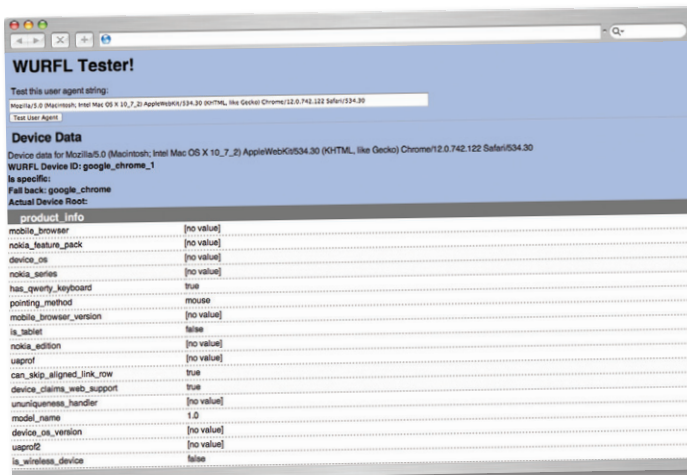 WURFL Tester!
Test this user agent string:
Mozilla/5.0 (Macintosh; Intel Mac OS X 10_7_2) AppleWebKit/534.30 (KHTML, like Gecko) Chrome/12.0.742.122 Safari/534.30
Test User Agent
Device Data
Device data for Mozilla/5.0 (Macintosh; Intel Mac OS X 10_7_2) AppleWebKit/534.30 (KHTML, like Gecko) Chrome/12.0.742.122 Safari/534.30
WURFL Device ID: google_chrome_1
Is specific:
Fall back: google_chrome
Actual Device Root:
product_info
mobile_browser [no value]
nokia_feature_pack [no value]
device_os [no value]
nokia_series [no value]
has_qwerty_keyboard true
pointing_method mouse
mobile_browser_version [no value]
is_tablet false
nokia_edition [no value]
uaprof [no value]
can_skip_aligned_link_row true
device_claims_web_support true
ununiqueness_handler [no value]
model_name 1.0
device_os_version [no value]
uaprof2 [no value]
is_wireless_device false